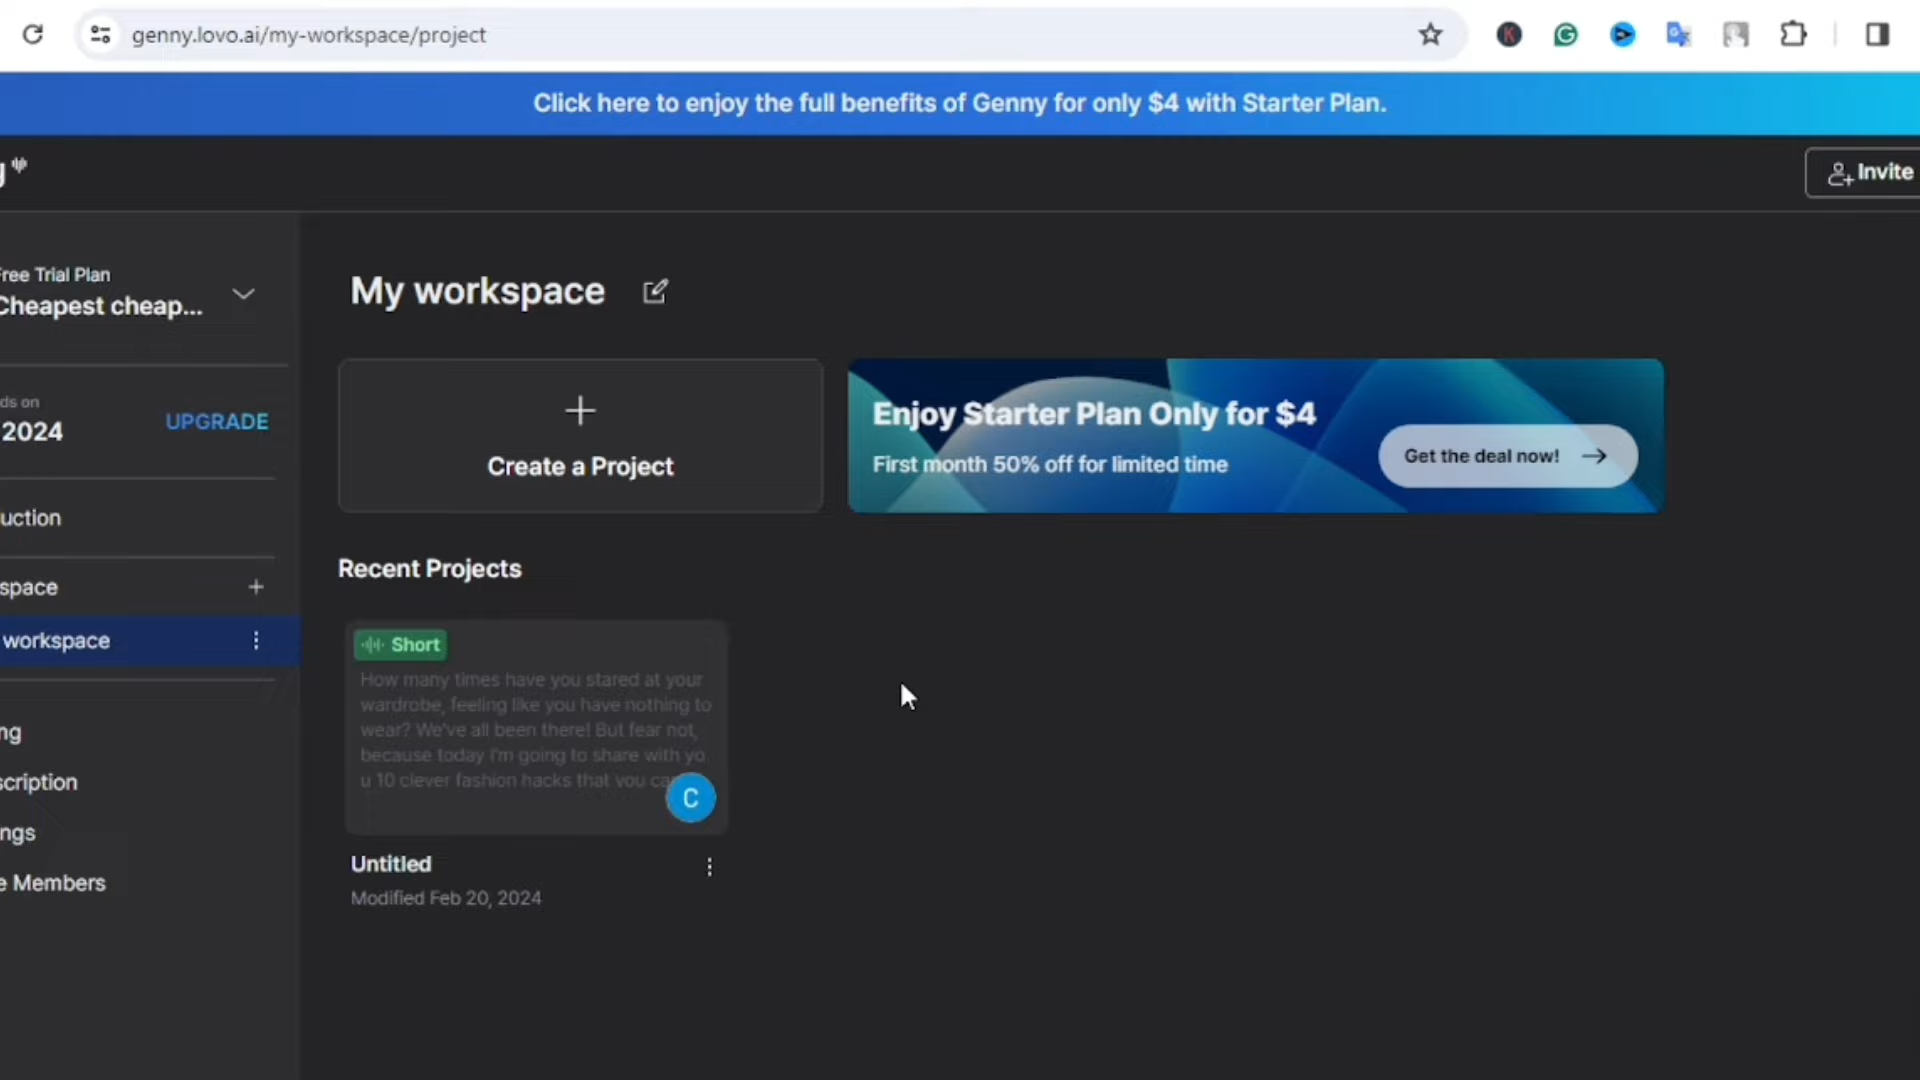 genny.lovo.ai/my-workspace/project
Click here to enjoy the full benefits of Genny for only $4 with Starter Plan.
Invite
ree Trial Plan
Cheapest cheap...
ds on
2024
UPGRADE
uction
space
workspace
ng
scription
ngs
e Members
My workspace
Create a Project
Enjoy Starter Plan Only for $4
First month 50% off for limited time
Get the deal now!
Recent Projects
Short
How many times have you stared at your
wardrobe, feeling like you have nothing to
wear? We've all been there! But fear not,
because today I'm going to share with yo
u 10 clever fashion hacks that you ca
C
Untitled
Modified Feb 20, 2024